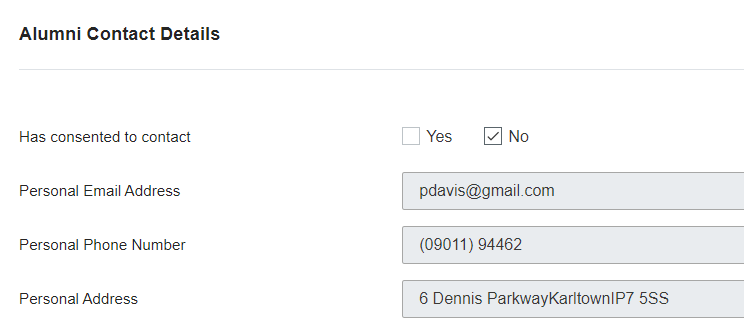 Alumni Contact Details
Has consented to contact Yes No
Personal Email Address pdavis@gmail.com
Personal Phone Number (09011) 94462
Personal Address 6 Dennis ParkwayKarltownIP7 5SS